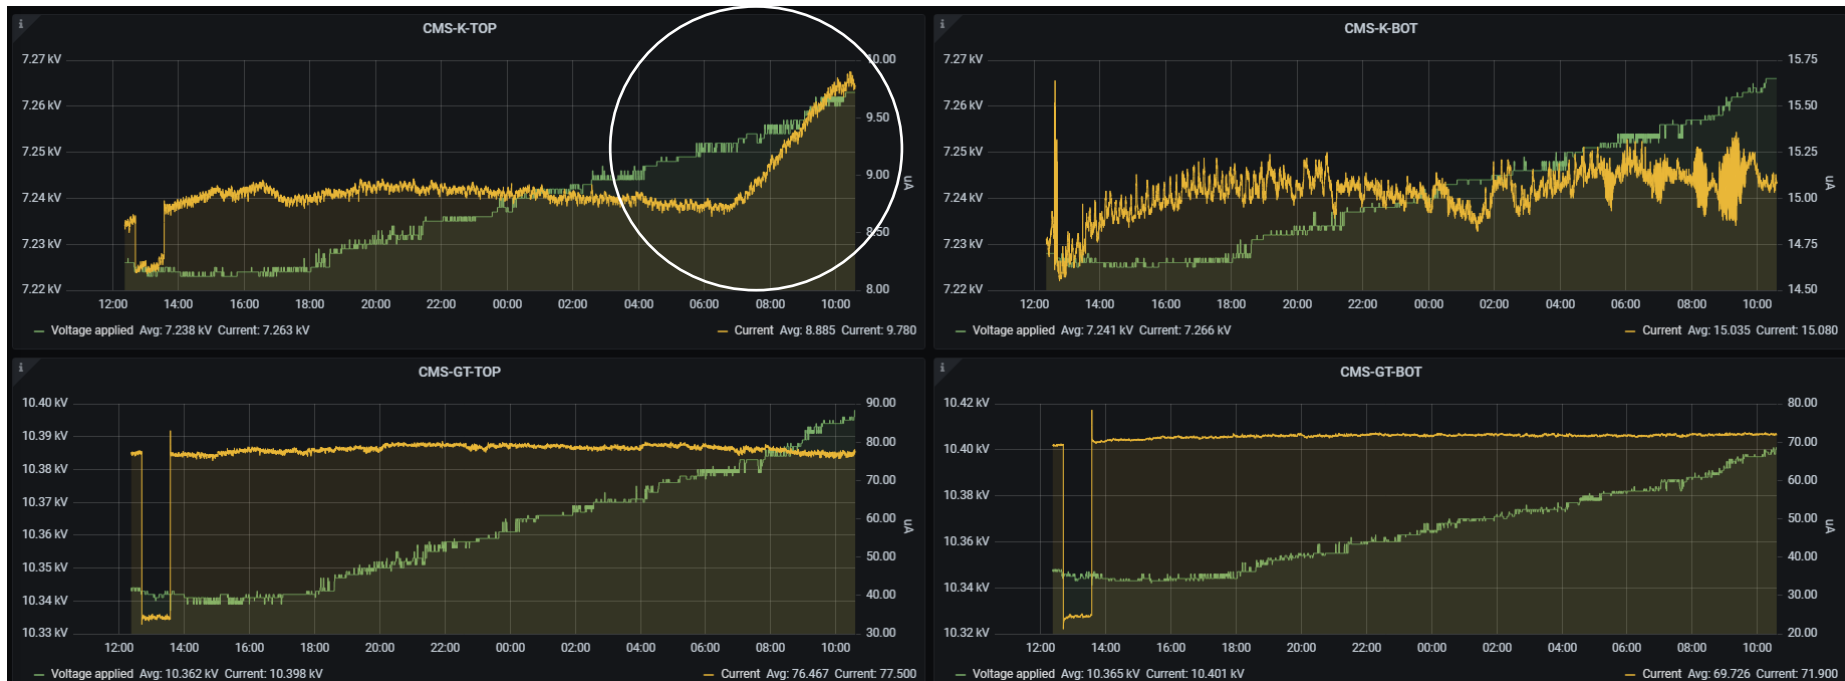 CMS-K-TOP
7.27 kV
7.26 kV
7.25 kV
7.24 kV
7.23 kV
7.22 kV
10.00
9.50
9.00
8.50
8.00
uA
12:00 14:00 16:00 18:00 20:00 22:00 00:00 02:00 04:00 06:00 08:00 10:00
Voltage applied Avg: 7.238 kV Current: 7.263 kV
Current Avg: 8.885 Current: 9.780
CMS-K-BOT
7.27 kV
7.26 kV
7.25 kV
7.24 kV
7.23 kV
7.22 kV
15.75
15.50
15.25
15.00
14.75
14.50
uA
12:00 14:00 16:00 18:00 20:00 22:00 00:00 02:00 04:00 06:00 08:00 10:00
Voltage applied Avg: 7.241 kV Current: 7.266 kV
Current Avg: 15.035 Current: 15.080
CMS-GT-TOP
10.40 kV
10.39 kV
10.38 kV
10.37 kV
10.36 kV
10.35 kV
10.34 kV
10.33 kV
90.00
80.00
70.00
60.00
50.00
40.00
30.00
uA
12:00 14:00 16:00 18:00 20:00 22:00 00:00 02:00 04:00 06:00 08:00 10:00
Voltage applied Avg: 10.362 kV Current: 10.398 kV
Current Avg: 76.467 Current: 77.500
CMS-GT-BOT
10.42 kV
10.40 kV
10.38 kV
10.36 kV
10.34 kV
10.32 kV
80.00
70.00
60.00
50.00
40.00
30.00
20.00
uA
12:00 14:00 16:00 18:00 20:00 22:00 00:00 02:00 04:00 06:00 08:00 10:00
Voltage applied Avg: 10.365 kV Current: 10.401 kV
Current Avg: 69.726 Current: 71.900